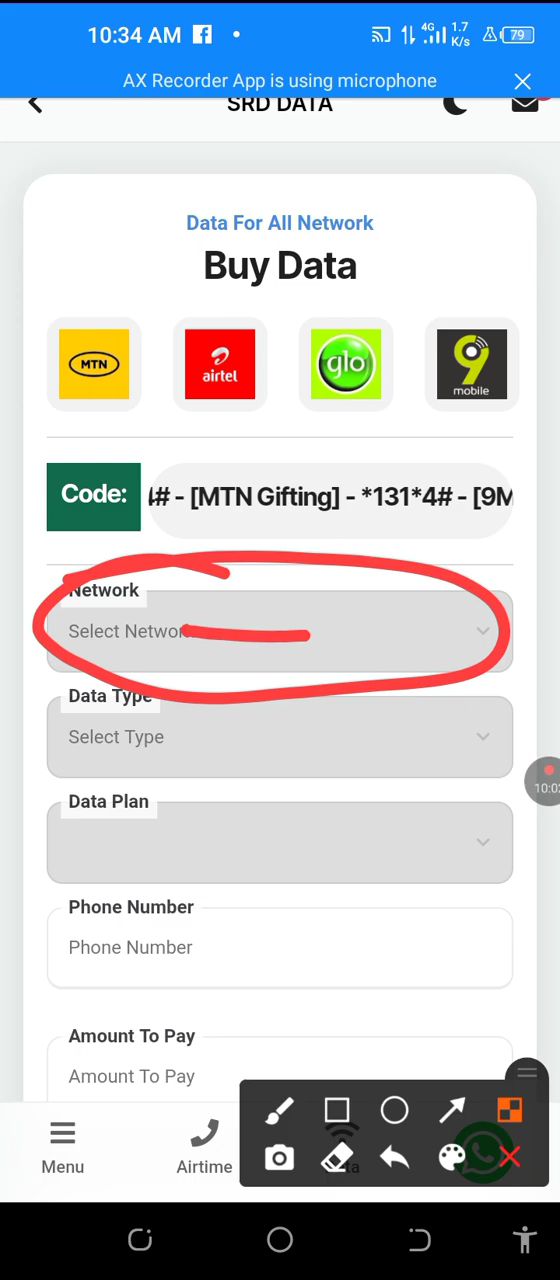 10:34 AM
4G 1.7 K/s 79
AX Recorder App is using microphone
SRD DATA
Data For All Network
Buy Data
MTN
airtel
glo
9 mobile
Code: 4# - [MTN Gifting] - *131*4# - [9M
Network
Select Network
Data Type
Select Type
Data Plan
Phone Number
Phone Number
Amount To Pay
Amount To Pay
Menu
Airtime